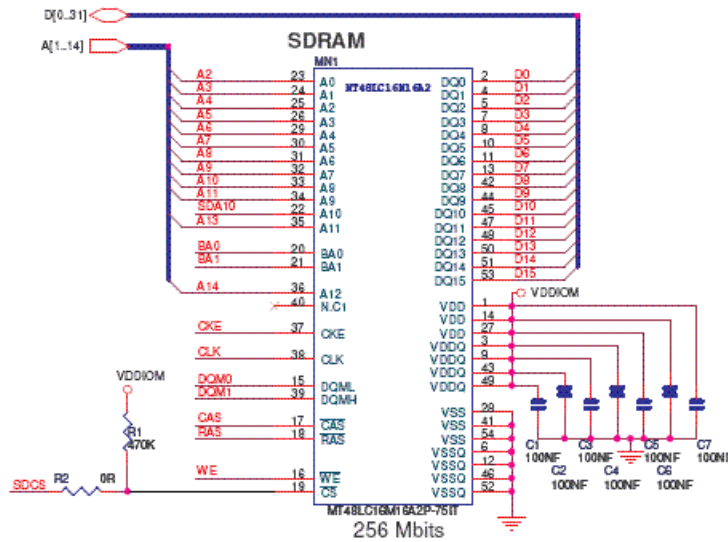 D[0..31]
A[1..14]
SDRAM
MN1
MT48LC16M16A2
A2 23 A0 DQ0 2 D0
A3 24 A1 DQ1 4 D1
A4 25 A2 DQ2 5 D2
A5 26 A3 DQ3 7 D3
A6 29 A4 DQ4 8 D4
A7 30 A5 DQ5 10 D5
A8 31 A6 DQ6 11 D6
A9 32 A7 DQ7 13 D7
A10 33 A8 DQ8 42 D8
A11 34 A9 DQ9 44 D9
SDA10 22 A10 DQ10 45 D10
A13 35 A11 DQ11 47 D11
DQ12 48 D12
BA0 20 BA0 DQ13 50 D13
BA1 21 BA1 DQ14 51 D14
DQ15 53 D15
A14 36 A12
VDDIOM
40 N.C1 VDD 1
VDD 14
CKE 37 CKE VDD 27
VDDQ 3
CLK 38 CLK VDDQ 9
VDDQ 43
DQM0 15 DQML VDDQ 49
DQM1 39 DQMH
VDDIOM
VSS 28
CAS 17 CAS VSS 41
RAS 18 RAS VSS 54
VSSQ 6
VSSQ 12
WE 16 WE VSSQ 46
19 CS VSSQ 52
R1
470K
R2 0R
SDCS
C1 C3 C5 C7
100NF 100NF 100NF 100NF
C2 C4 C6
100NF 100NF 100NF
MT48LC16M16A2P-75IT
256 Mbits